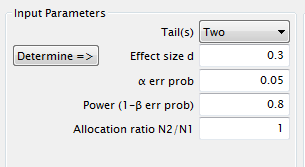 Input Parameters
Tail(s) Two
Determine => Effect size d 0.3
α err prob 0.05
Power (1-β err prob) 0.8
Allocation ratio N2/N1 1